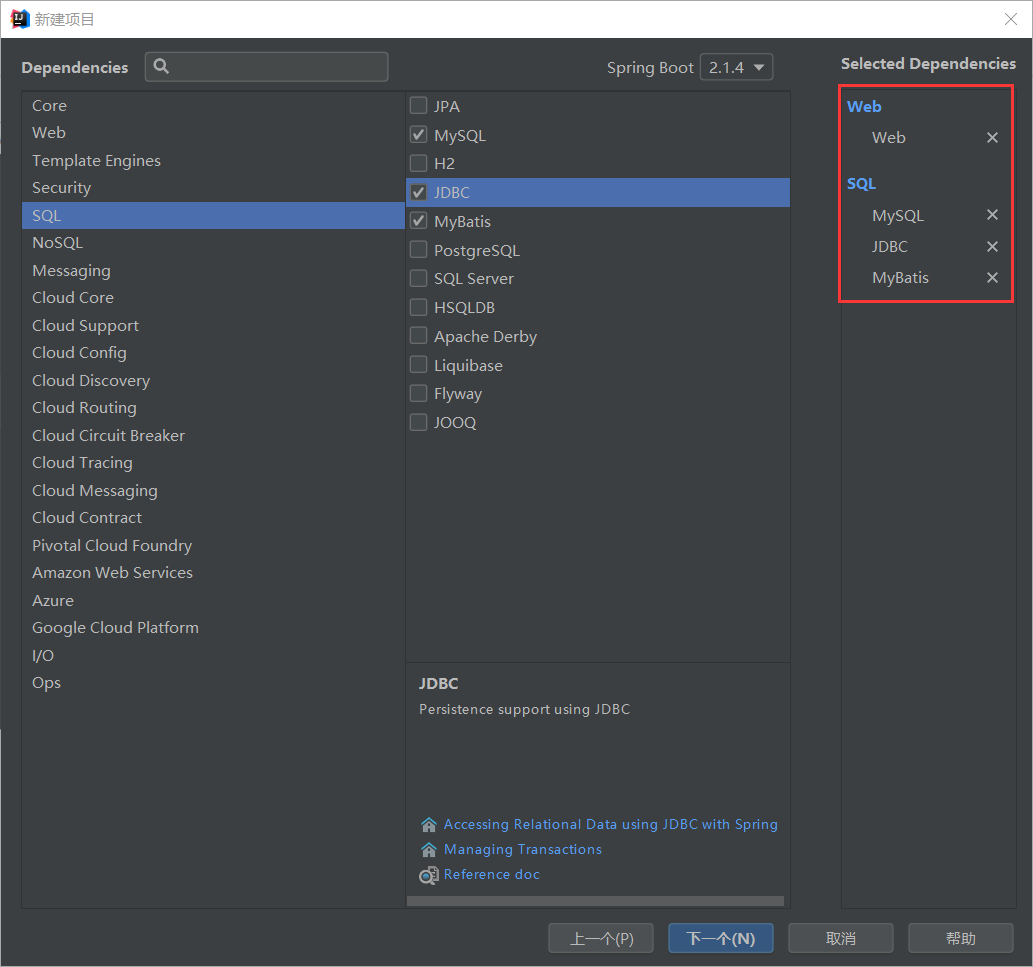 新建项目
Dependencies
Spring Boot 2.1.4
Selected Dependencies
Core
Web
Template Engines
Security
SQL
NoSQL
Messaging
Cloud Core
Cloud Support
Cloud Config
Cloud Discovery
Cloud Routing
Cloud Circuit Breaker
Cloud Tracing
Cloud Messaging
Cloud Contract
Pivotal Cloud Foundry
Amazon Web Services
Azure
Google Cloud Platform
I/O
Ops
JPA
MySQL
H2
JDBC
MyBatis
PostgreSQL
SQL Server
HSQLDB
Apache Derby
Liquibase
Flyway
JOOQ
JDBC
Persistence support using JDBC
Accessing Relational Data using JDBC with Spring
Managing Transactions
Reference doc
Web
Web
SQL
MySQL
JDBC
MyBatis
上一个(P)
下一个(N)
取消
帮助